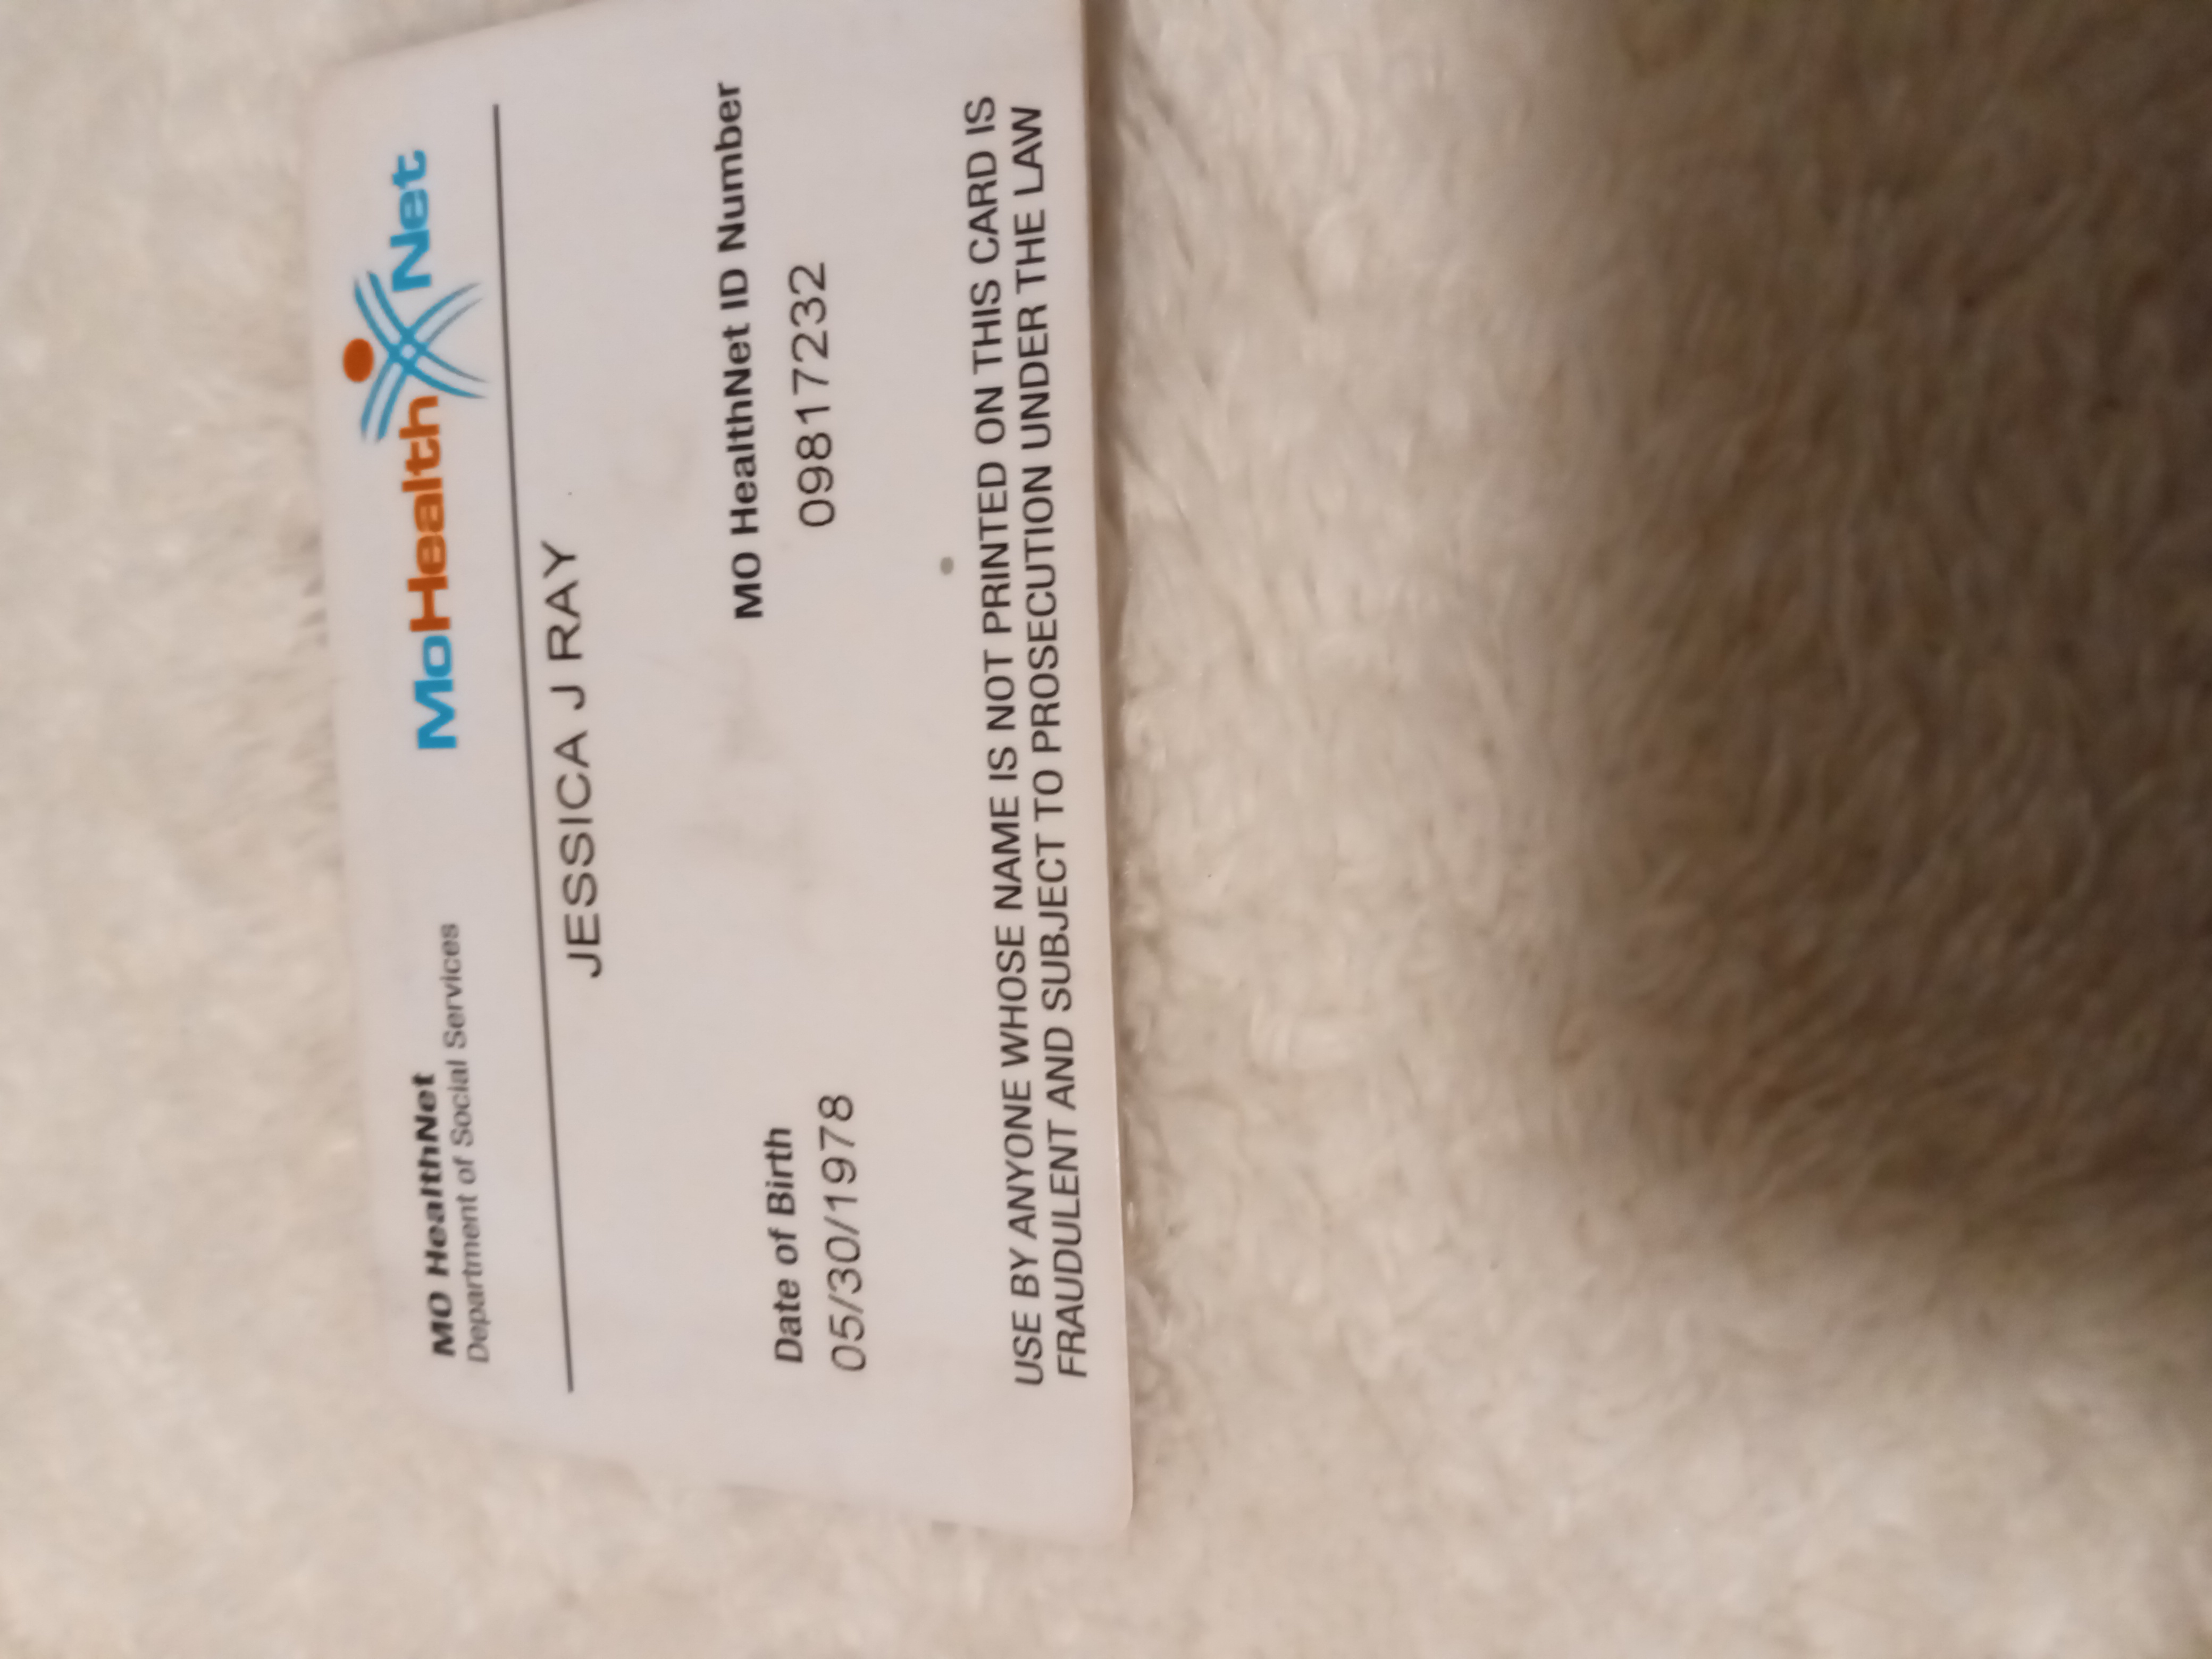 MO HealthNet
Department of Social Services
MoHealthNet
JESSICA J RAY
Date of Birth
05/30/1978
MO HealthNet ID Number
09817232
USE BY ANYONE WHOSE NAME IS NOT PRINTED ON THIS CARD IS
FRAUDULENT AND SUBJECT TO PROSECUTION UNDER THE LAW